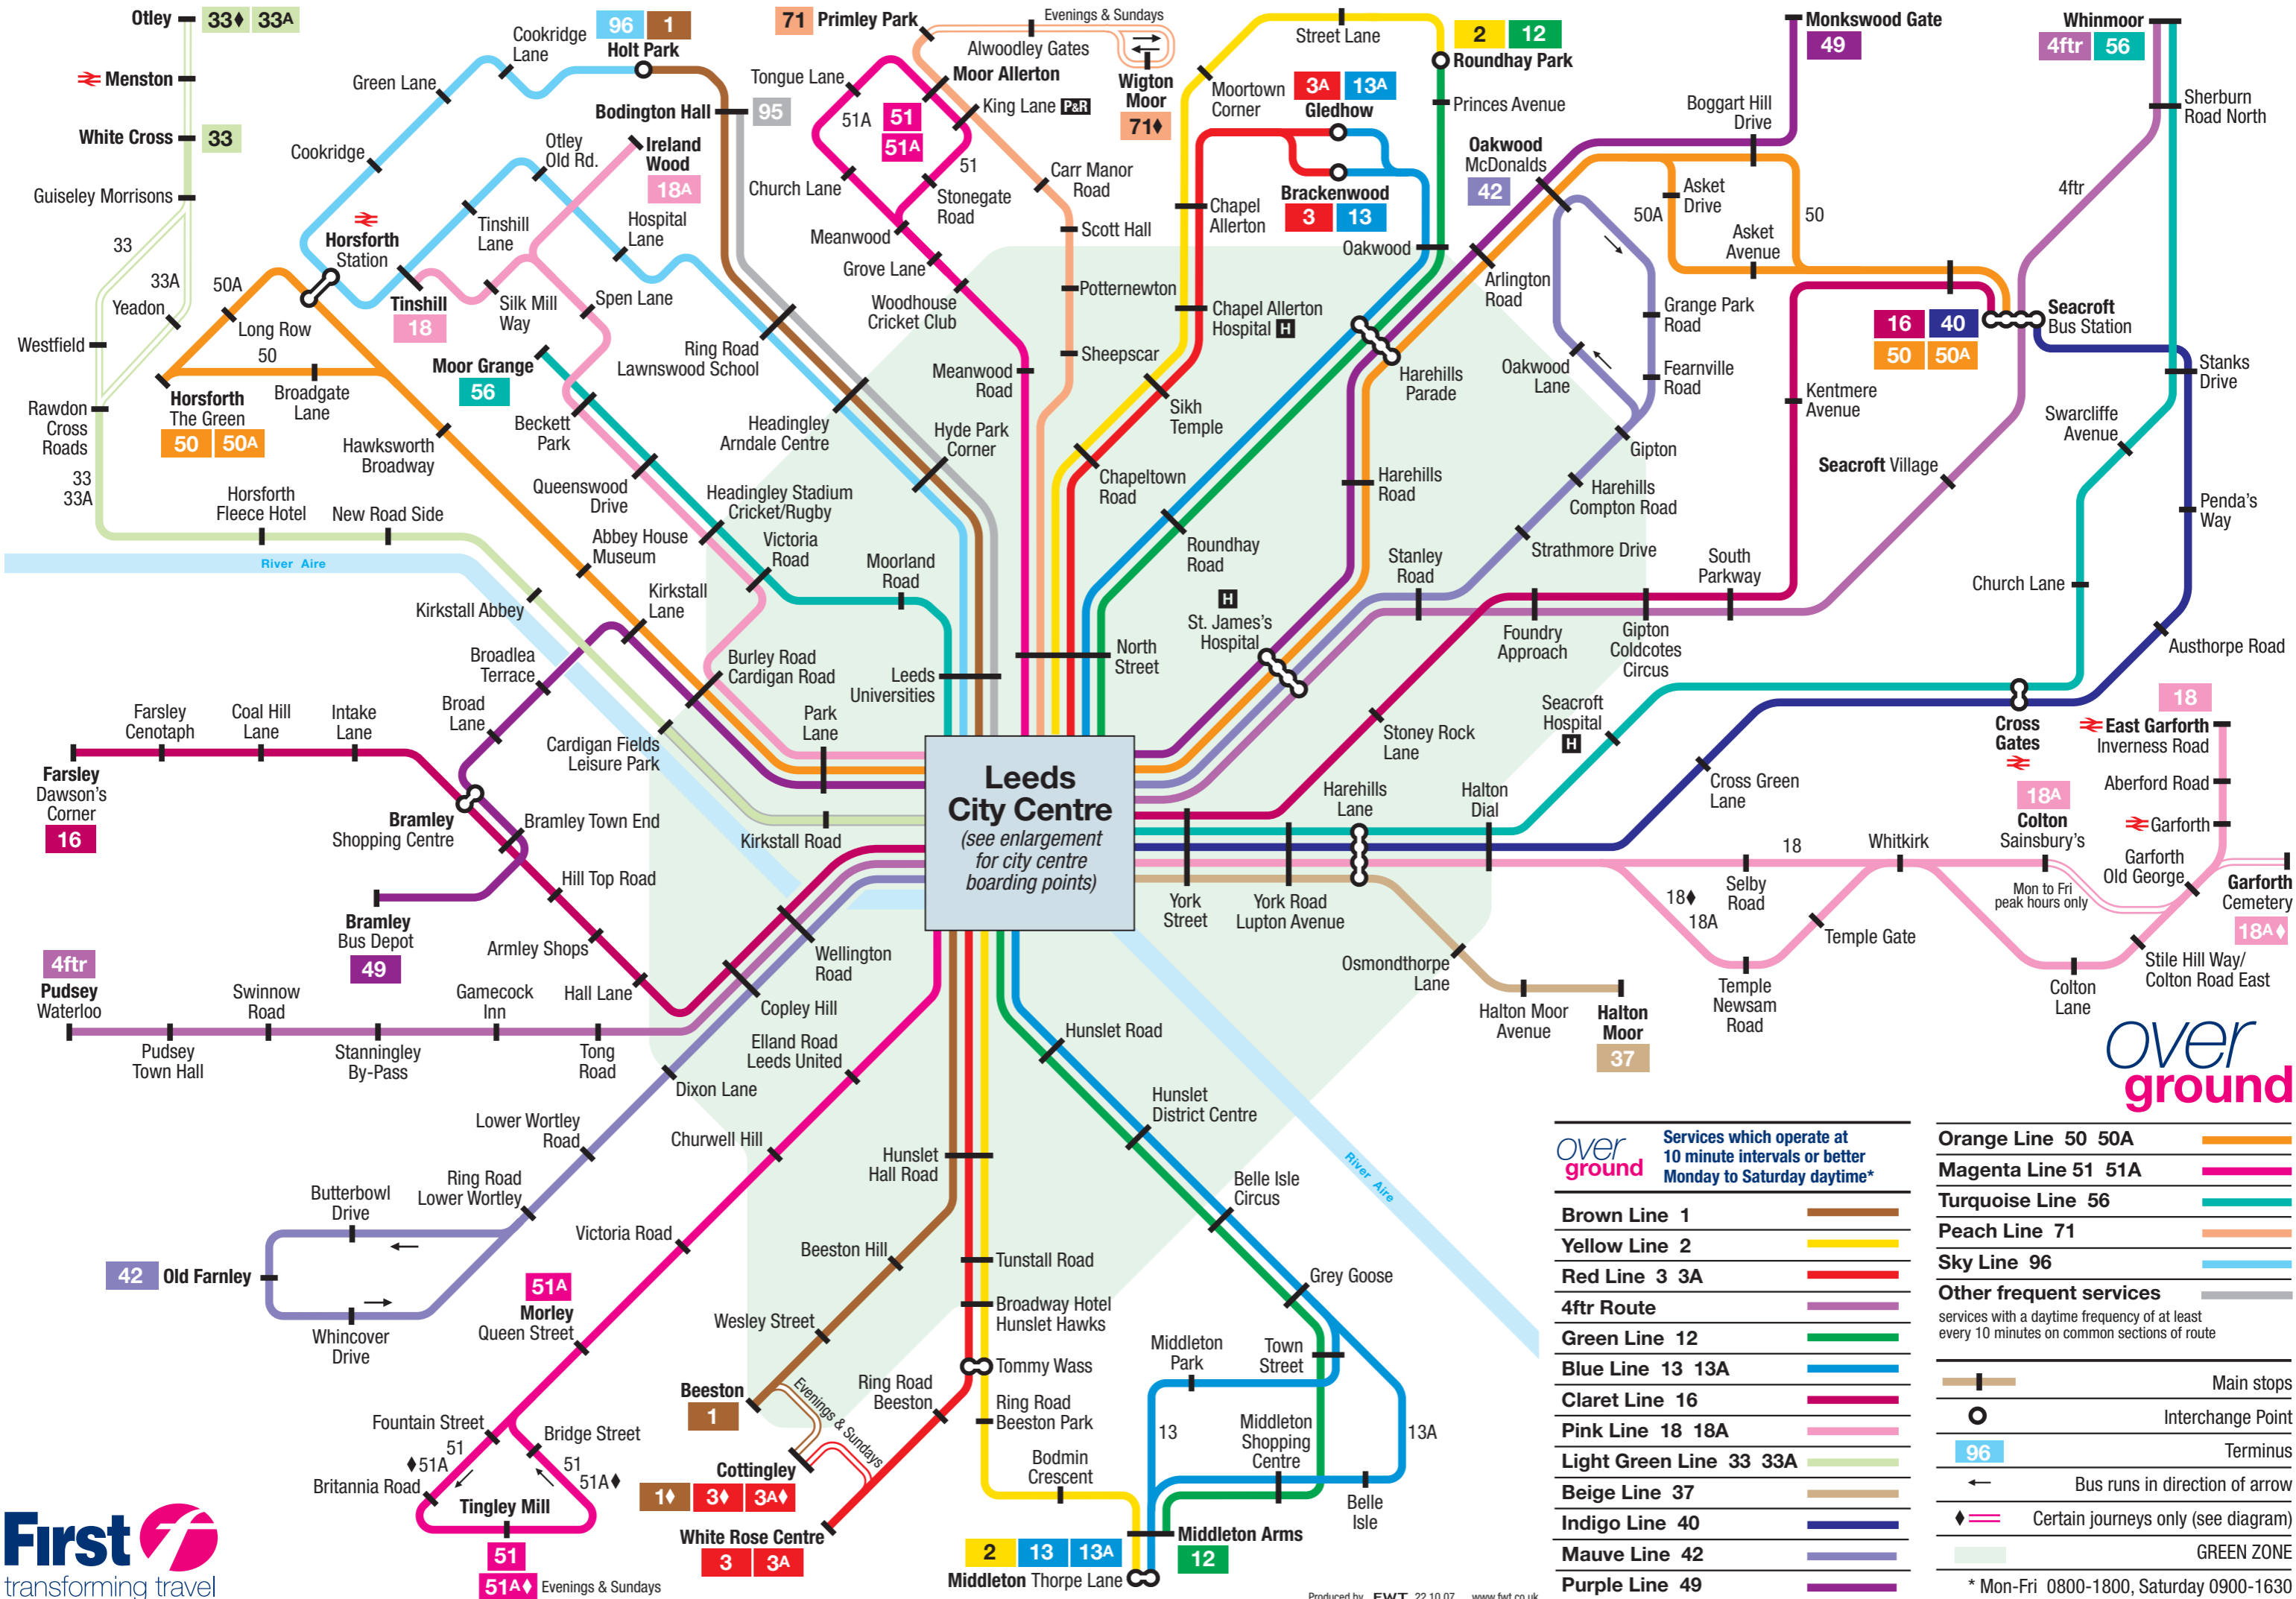 Otley
33♦ 33A
Menston
White Cross
33
Guiseley Morrisons
33
33A
Yeadon
Westfield
Rawdon
Cross
Roads
33
33A
Horsforth
Fleece Hotel
New Road Side
River Aire
Kirkstall Abbey
Cardigan Fields
Leisure Park
Kirkstall Road
96 1
Holt Park
Cookridge
Lane
Green Lane
Cookridge
Horsforth
Station
Otley
Old Rd.
Tinshill
Lane
Hospital
Lane
Ireland
Wood
18A
Tinshill
18
Silk Mill
Way
Spen Lane
Bodington Hall
95
Ring Road
Lawnswood School
Headingley
Arndale Centre
Hyde Park
Corner
50A
Long Row
50
Broadgate
Lane
Horsforth
The Green
50 50A
Hawksworth
Broadway
Moor Grange
56
Beckett
Park
Queenswood
Drive
Headingley Stadium
Cricket/Rugby
Victoria
Road
Moorland
Road
Abbey House
Museum
Kirkstall
Lane
Burley Road
Cardigan Road
Park
Lane
Leeds
Universities
71 Primley Park
Evenings & Sundays
Alwoodley Gates
Wigton
Moor
71♦
Tongue Lane
Moor Allerton
King Lane P&R
51A
51
51A
51
Church Lane
Stonegate
Road
Meanwood
Grove Lane
Woodhouse
Cricket Club
Meanwood
Road
Carr Manor
Road
Scott Hall
Potternewton
Sheepscar
North
Street
Street Lane
2 12
Roundhay Park
Moortown
Corner
3A 13A
Gledhow
Princes Avenue
Brackenwood
3 13
Chapel
Allerton
Oakwood
Chapel Allerton
Hospital H
Sikh
Temple
Chapeltown
Road
Roundhay
Road
Harehills
Parade
Harehills
Road
H
St. James's
Hospital
Monkswood Gate
49
Boggart Hill
Drive
Oakwood
McDonalds
42
Asket
Drive
50A
50
Asket
Avenue
Arlington
Road
Grange Park
Road
Oakwood
Lane
Fearnville
Road
Gipton
Harehills
Compton Road
Strathmore Drive
Stanley
Road
South
Parkway
Foundry
Approach
Gipton
Coldcotes
Circus
Stoney Rock
Lane
Whinmoor
4ftr 56
Sherburn
Road North
4ftr
16 40
50 50A
Seacroft
Bus Station
Kentmere
Avenue
Stanks
Drive
Swarcliffe
Avenue
Seacroft Village
Penda's
Way
Church Lane
Austhorpe Road
Seacroft
Hospital
H
Cross
Gates
Cross Green
Lane
18
East Garforth
Inverness Road
Aberford Road
Garforth
18A
Colton
Sainsbury's
Garforth
Old George
Garforth
Cemetery
18A♦
Mon to Fri
peak hours only
Whitkirk
18
Selby
Road
18♦
18A
Temple Gate
Temple
Newsam
Road
Colton
Lane
Stile Hill Way/
Colton Road East
Harehills
Lane
Halton
Dial
York
Street
York Road
Lupton Avenue
Osmondthorpe
Lane
Halton Moor
Avenue
Halton
Moor
37
Leeds
City Centre
(see enlargement
for city centre
boarding points)
Farsley
Cenotaph
Coal Hill
Lane
Intake
Lane
Farsley
Dawson's
Corner
16
Broadlea
Terrace
Broad
Lane
Bramley
Shopping Centre
Bramley Town End
Hill Top Road
Bramley
Bus Depot
49
Armley Shops
Hall Lane
Wellington
Road
Copley Hill
4ftr
Pudsey
Waterloo
Pudsey
Town Hall
Swinnow
Road
Stanningley
By-Pass
Gamecock
Inn
Tong
Road
Dixon Lane
Lower Wortley
Road
Ring Road
Lower Wortley
Butterbowl
Drive
42 Old Farnley
Whincover
Drive
Elland Road
Leeds United
Churwell Hill
Victoria Road
51A
Morley
Queen Street
Fountain Street
Bridge Street
51
♦51A
51
51A♦
Britannia Road
Tingley Mill
51
51A♦ Evenings & Sundays
Hunslet
Hall Road
Beeston Hill
Wesley Street
Beeston
1
Evenings & Sundays
Cottingley
1♦ 3♦ 3A♦
White Rose Centre
3 3A
Tunstall Road
Broadway Hotel
Hunslet Hawks
Tommy Wass
Ring Road
Beeston
Ring Road
Beeston Park
Bodmin
Crescent
Hunslet Road
Hunslet
District Centre
Belle Isle
Circus
Grey Goose
River Aire
Middleton
Park
Town
Street
Middleton
Shopping
Centre
13
13A
Belle
Isle
2 13 13A
Middleton Thorpe Lane
Middleton Arms
12
First
transforming travel
over
ground
over
ground
Services which operate at
10 minute intervals or better
Monday to Saturday daytime*
Brown Line 1
Yellow Line 2
Red Line 3 3A
4ftr Route
Green Line 12
Blue Line 13 13A
Claret Line 16
Pink Line 18 18A
Light Green Line 33 33A
Beige Line 37
Indigo Line 40
Mauve Line 42
Purple Line 49
Orange Line 50 50A
Magenta Line 51 51A
Turquoise Line 56
Peach Line 71
Sky Line 96
Other frequent services
services with a daytime frequency of at least
every 10 minutes on common sections of route
Main stops
Interchange Point
96 Terminus
Bus runs in direction of arrow
♦ Certain journeys only (see diagram)
GREEN ZONE
* Mon-Fri 0800-1800, Saturday 0900-1630
Produced by FWT 22.10.07 www.fwt.co.uk